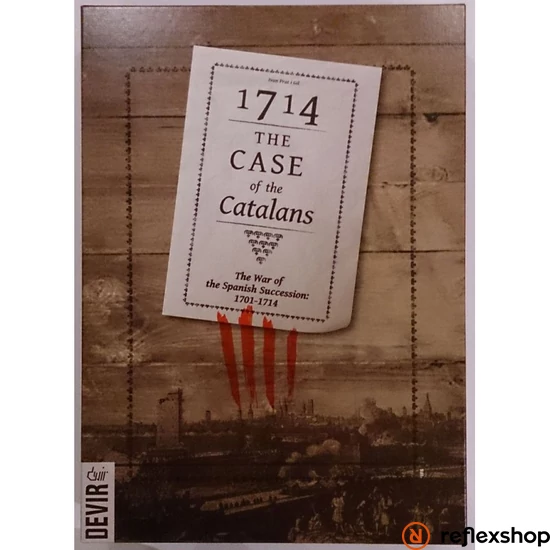 1714
THE
CASE
of the
Catalans
The War of
the Spanish Succession:
1701-1714
DEVIR
reflexshop